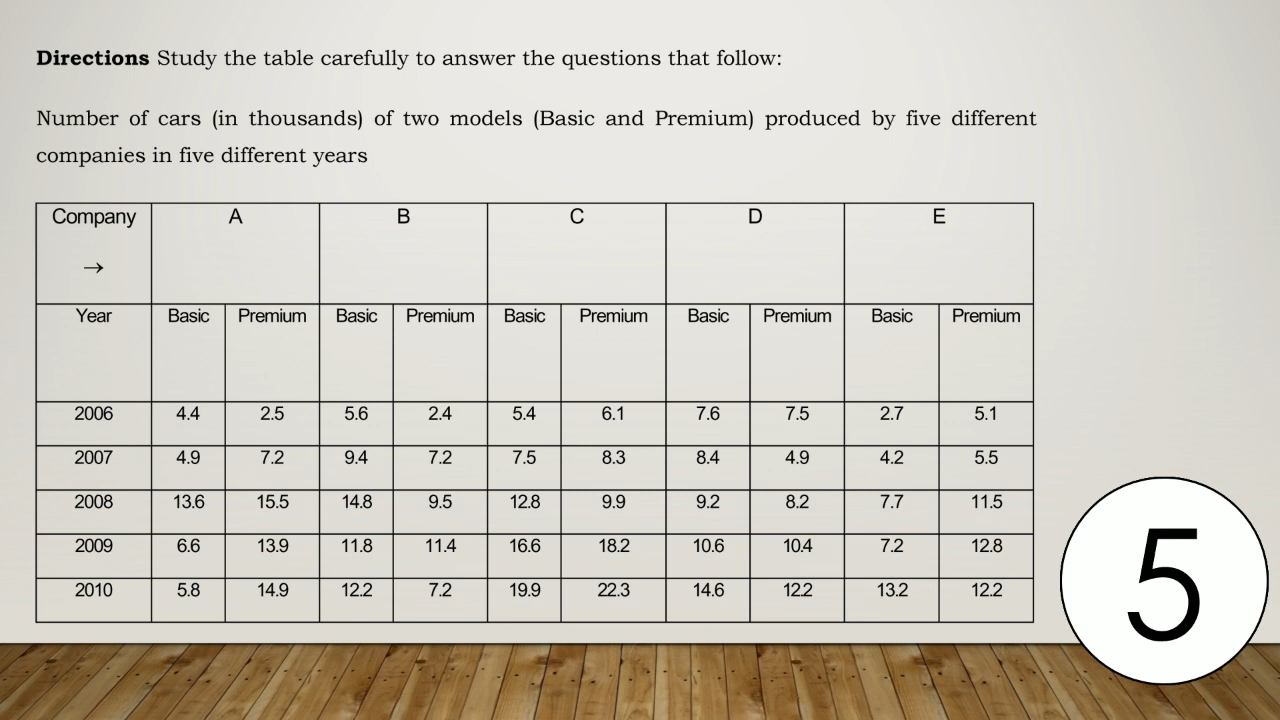 Directions Study the table carefully to answer the questions that follow:
Number of cars (in thousands) of two models (Basic and Premium) produced by five different
companies in five different years
Company A B C D E
→
Year Basic Premium Basic Premium Basic Premium Basic Premium Basic Premium
2006 4.4 2.5 5.6 2.4 5.4 6.1 7.6 7.5 2.7 5.1
2007 4.9 7.2 9.4 7.2 7.5 8.3 8.4 4.9 4.2 5.5
2008 13.6 15.5 14.8 9.5 12.8 9.9 9.2 8.2 7.7 11.5
2009 6.6 13.9 11.8 11.4 16.6 18.2 10.6 10.4 7.2 12.8
2010 5.8 14.9 12.2 7.2 19.9 22.3 14.6 12.2 13.2 12.2
5